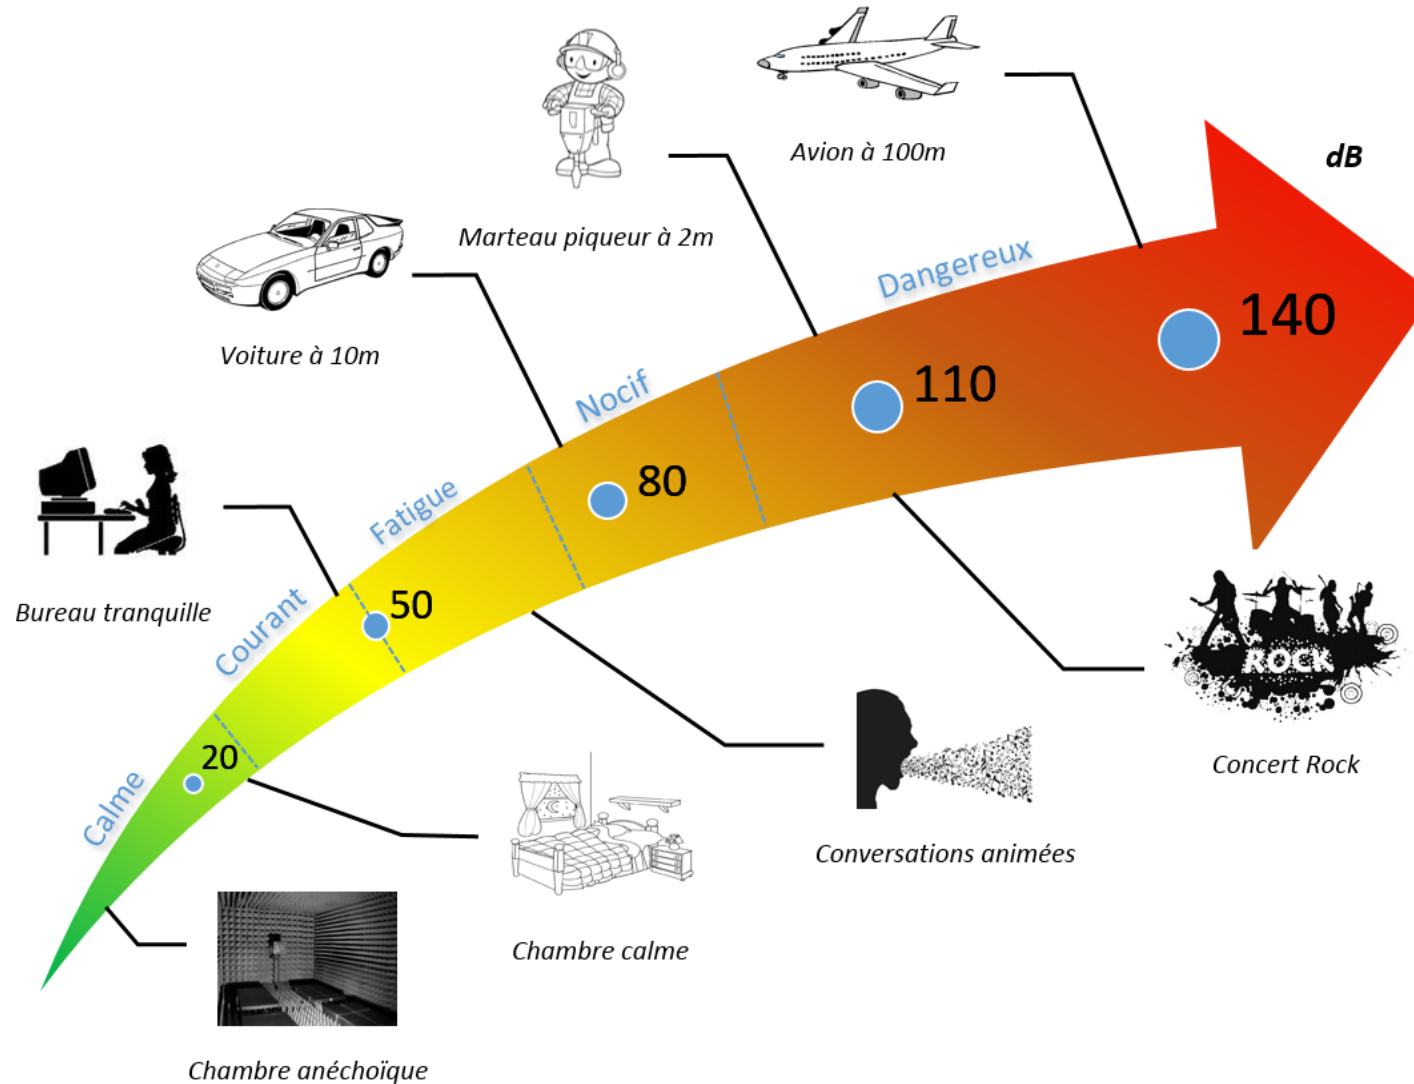 Avion à 100m
dB
Marteau piqueur à 2m
Dangereux
140
Voiture à 10m
Nocif
110
80
Fatigue
Bureau tranquille
50
Courant
ROCK
Concert Rock
20
Calme
Conversations animées
Chambre calme
Chambre anéchoïque